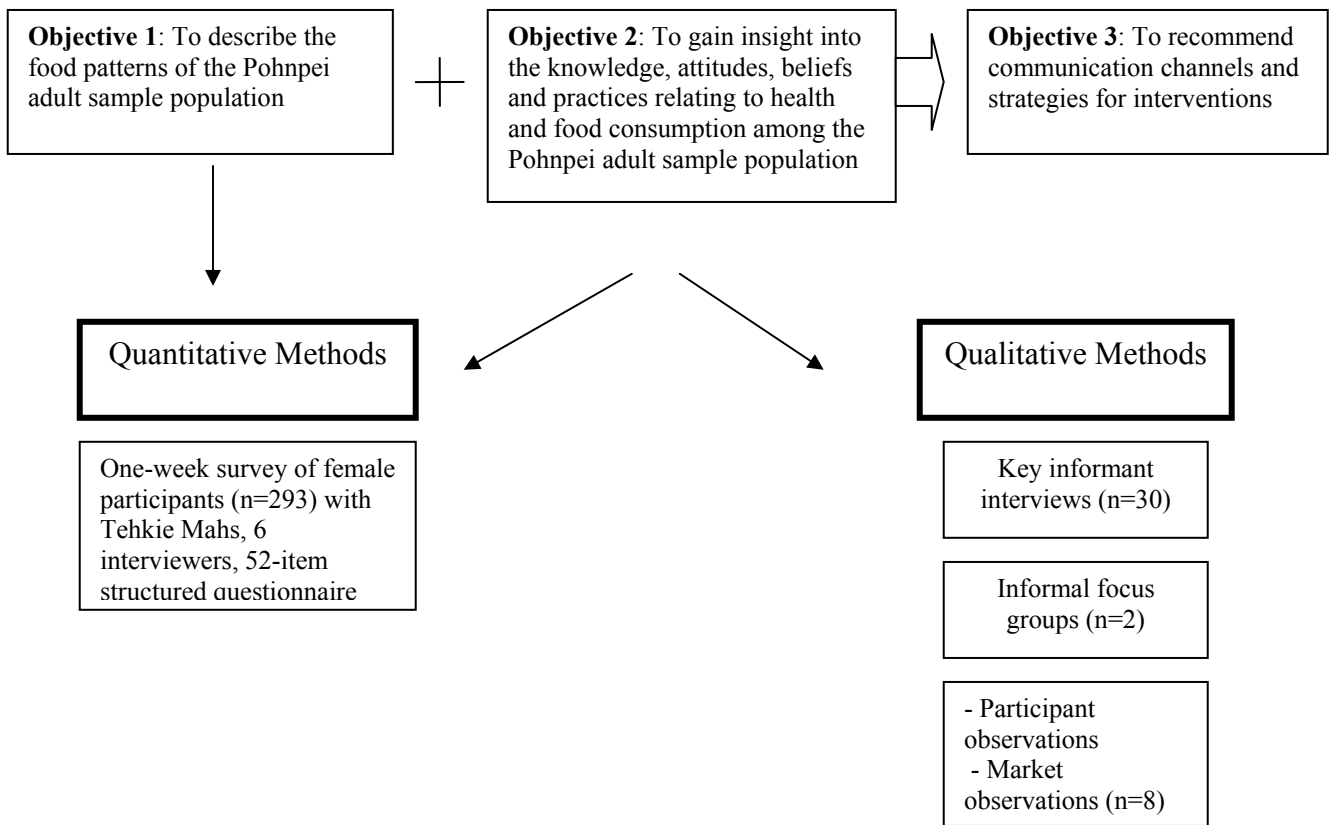 Objective 1: To describe the
food patterns of the Pohnpei
adult sample population
Objective 2: To gain insight into
the knowledge, attitudes, beliefs
and practices relating to health
and food consumption among the
Pohnpei adult sample population
Objective 3: To recommend
communication channels and
strategies for interventions
Quantitative Methods
One-week survey of female
participants (n=293) with
Tehkie Mahs, 6
interviewers, 52-item
structured questionnaire
Qualitative Methods
Key informant
interviews (n=30)
Informal focus
groups (n=2)
- Participant
observations
- Market
observations (n=8)